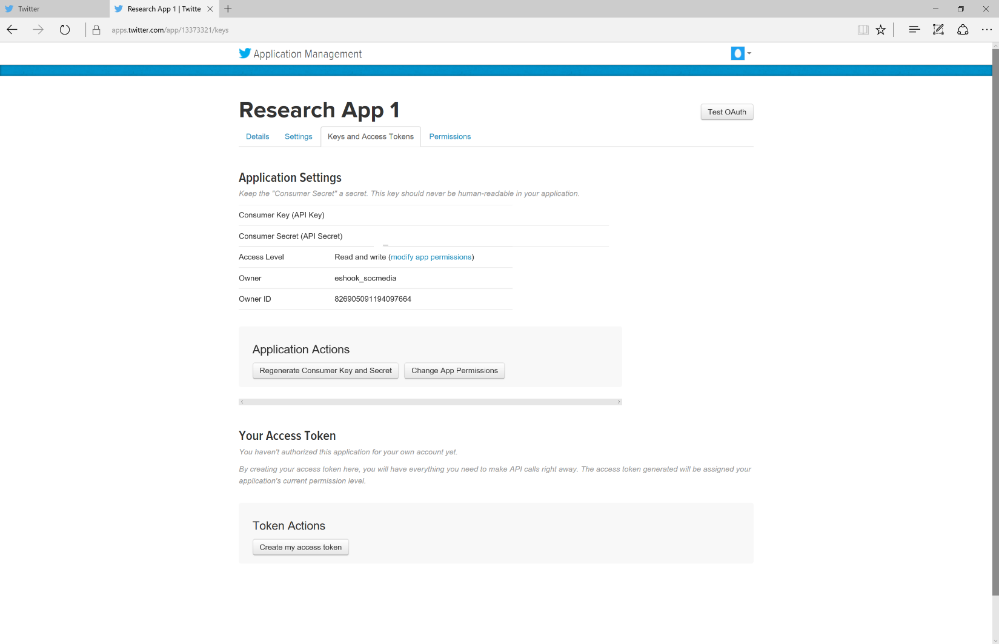 Twitter
Research App 1 | Twitte
apps.twitter.com/app/13373321/keys
Application Management
Research App 1
Test OAuth
Details Settings Keys and Access Tokens Permissions
Application Settings
Keep the "Consumer Secret" a secret. This key should never be human-readable in your application.
Consumer Key (API Key)
Consumer Secret (API Secret)
Access Level Read and write (modify app permissions)
Owner eshook_socmedia
Owner ID 826905091194097664
Application Actions
Regenerate Consumer Key and Secret Change App Permissions
Your Access Token
You haven't authorized this application for your own account yet.
By creating your access token here, you will have everything you need to make API calls right away. The access token generated will be assigned your
application's current permission level.
Token Actions
Create my access token